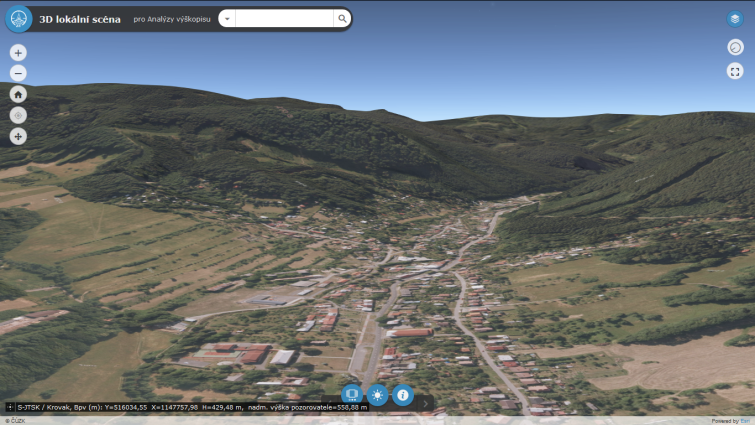 3D lokální scéna
pro Analýzy výškopisu
S-JTSK / Krovak, Bpv (m): Y=516034,55 X=1147757,98 H=429,48 m, nadm. výška pozorovatele=558,88 m
© ČÚZK
Powered by Esri